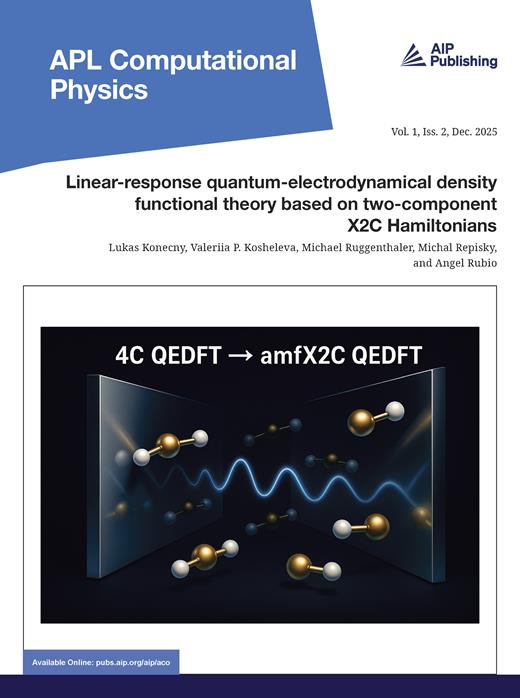 APL Computational
Physics
AIP
Publishing
Vol. 1, Iss. 2, Dec. 2025
Linear-response quantum-electrodynamical density
functional theory based on two-component
X2C Hamiltonians
Lukas Konecny, Valeriia P. Kosheleva, Michael Ruggenthaler, Michal Repisky,
and Angel Rubio
4C QEDFT → amfX2C QEDFT
Available Online: pubs.aip.org/aip/aco